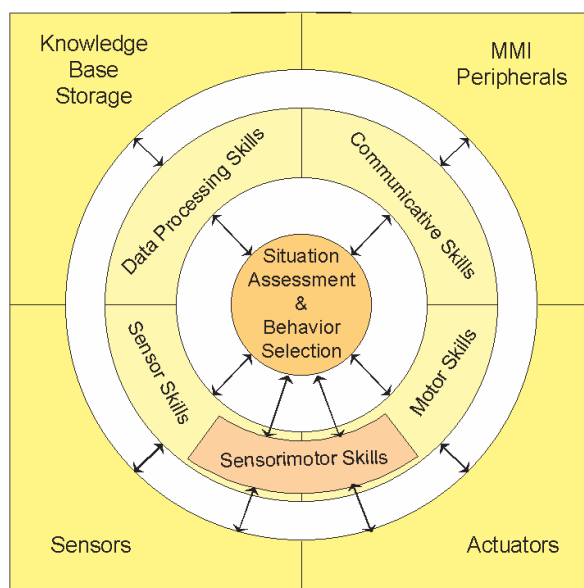 Knowledge
Base
Storage
MMI
Peripherals
Data Processing Skills
Communicative Skills
Situation
Assessment
&
Behavior
Selection
Sensor Skills
Motor Skills
Sensorimotor Skills
Sensors
Actuators